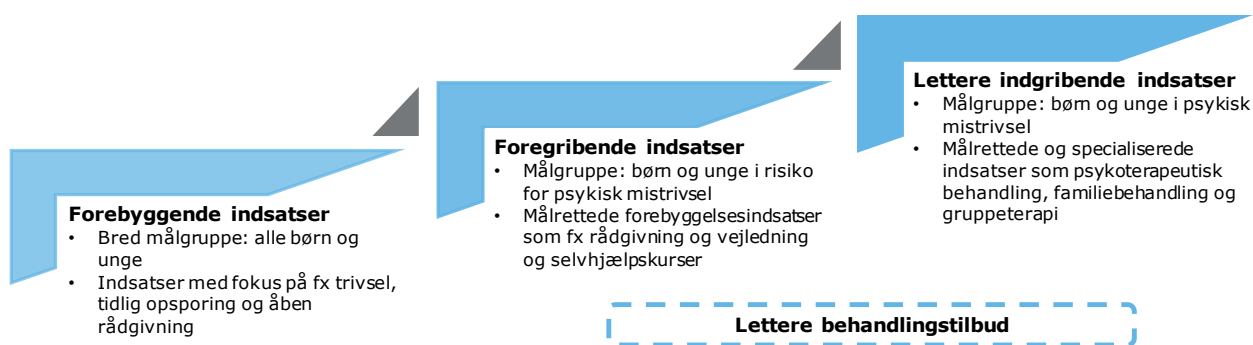 Forebyggende indsatser
• Bred målgruppe: alle børn og
unge
• Indsatser med fokus på fx trivsel,
tidlig opsporing og åben
rådgivning
Foregribende indsatser
• Målgruppe: børn og unge i risiko
for psykisk mistrivsel
• Målrettede forebyggelsesindsatser
som fx rådgivning og vejledning
og selvhjælpskurser
Lettere indgribende indsatser
• Målgruppe: børn og unge i psykisk
mistrivsel
• Målrettede og specialiserede
indsatser som psykoterapeutisk
behandling, familiebehandling og
gruppeterapi
Lettere behandlingstilbud